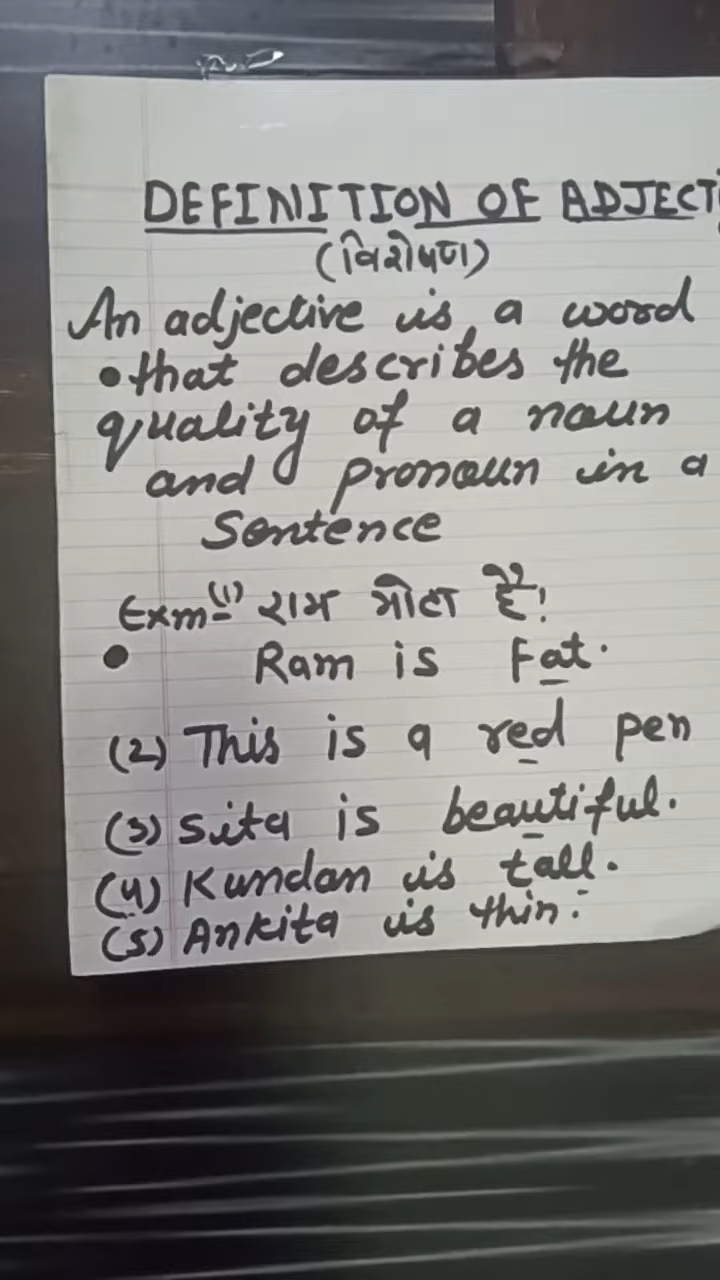 DEFINITION OF ADJECTI
(विशेषण)
An adjective is a word
•that describes the
quality of a noun
and pronoun in a
Sentence
Exm (1) राम मोटा है!
• Ram is Fat.
(2) This is a red pen
(3) Sita is beautiful.
(4) Kundan is tall.
(5) Ankita is thin.